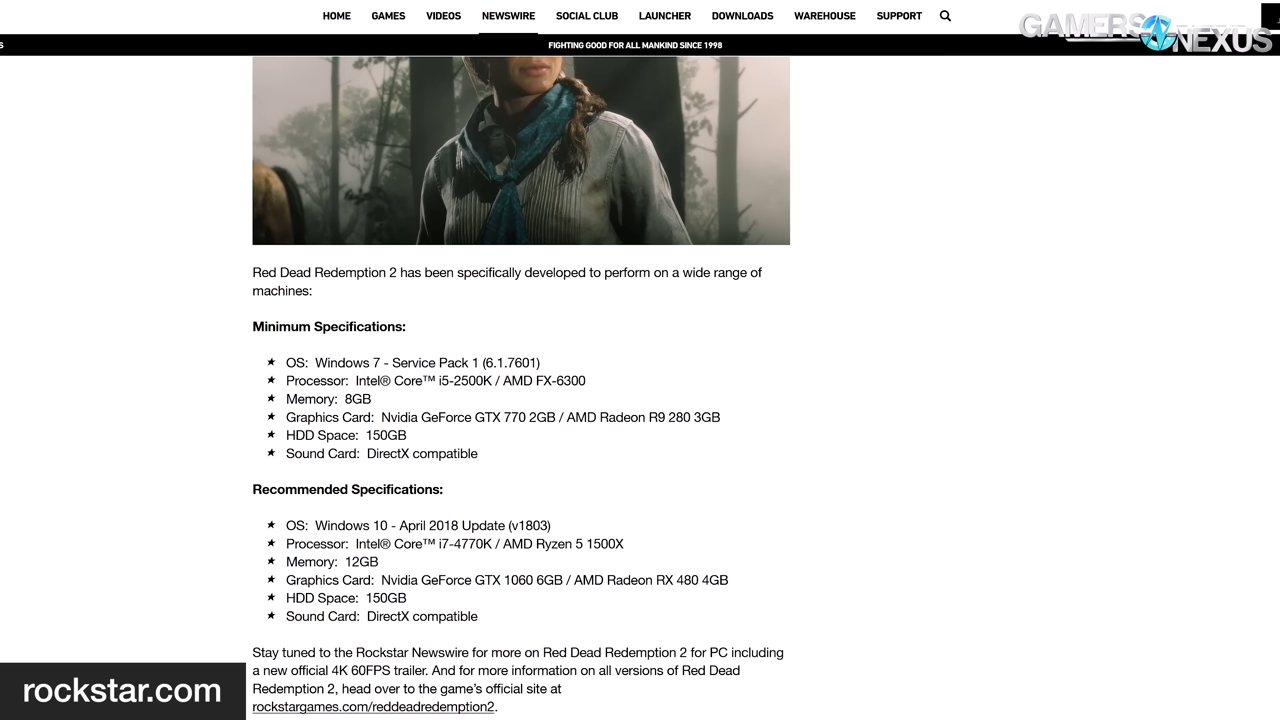 HOME GAMES VIDEOS NEWSWIRE SOCIAL CLUB LAUNCHER DOWNLOADS WAREHOUSE SUPPORT
GAMERS NEXUS
S FIGHTING GOOD FOR ALL MANKIND SINCE 1998
Red Dead Redemption 2 has been specifically developed to perform on a wide range of
machines:
Minimum Specifications:
★ OS: Windows 7 - Service Pack 1 (6.1.7601)
★ Processor: Intel® Core™ i5-2500K / AMD FX-6300
★ Memory: 8GB
★ Graphics Card: Nvidia GeForce GTX 770 2GB / AMD Radeon R9 280 3GB
★ HDD Space: 150GB
★ Sound Card: DirectX compatible
Recommended Specifications:
★ OS: Windows 10 - April 2018 Update (v1803)
★ Processor: Intel® Core™ i7-4770K / AMD Ryzen 5 1500X
★ Memory: 12GB
★ Graphics Card: Nvidia GeForce GTX 1060 6GB / AMD Radeon RX 480 4GB
★ HDD Space: 150GB
★ Sound Card: DirectX compatible
Stay tuned to the Rockstar Newswire for more on Red Dead Redemption 2 for PC including
a new official 4K 60FPS trailer. And for more information on all versions of Red Dead
Redemption 2, head over to the game's official site at
rockstargames.com/reddeadredemption2.
rockstar.com